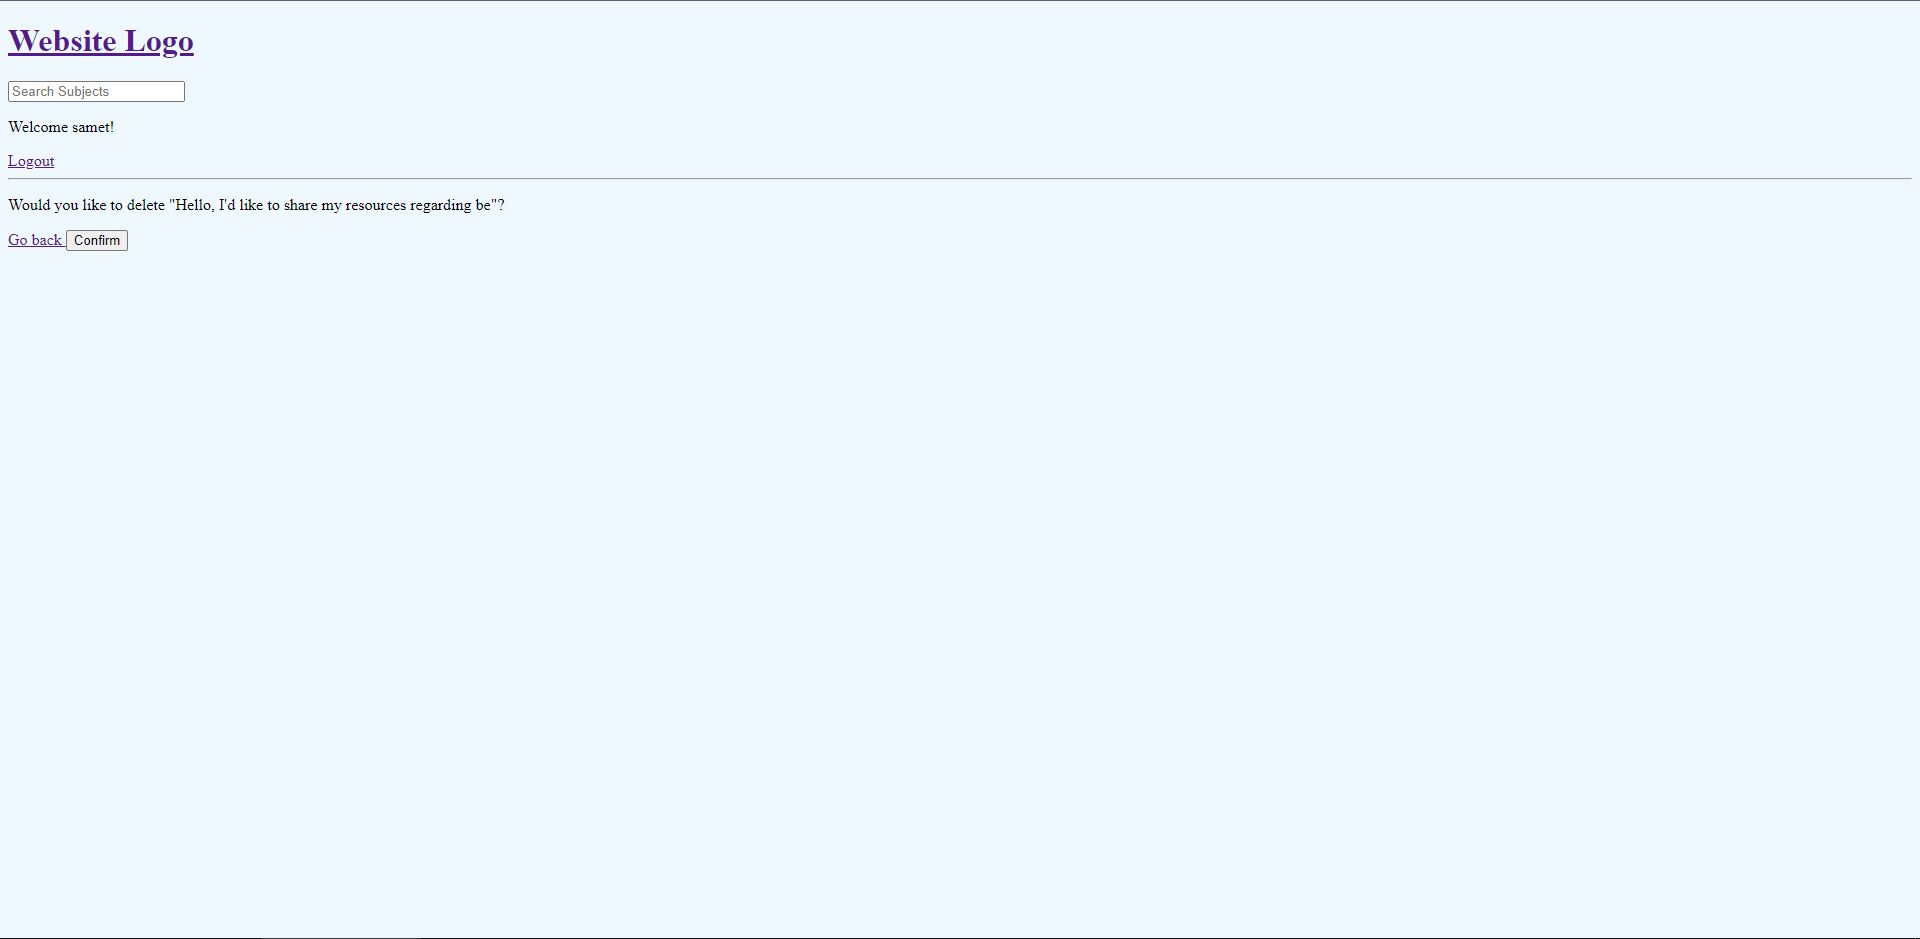 Website Logo
Search Subjects
Welcome samet!
Logout
Would you like to delete "Hello, I'd like to share my resources regarding be"?
Go back Confirm